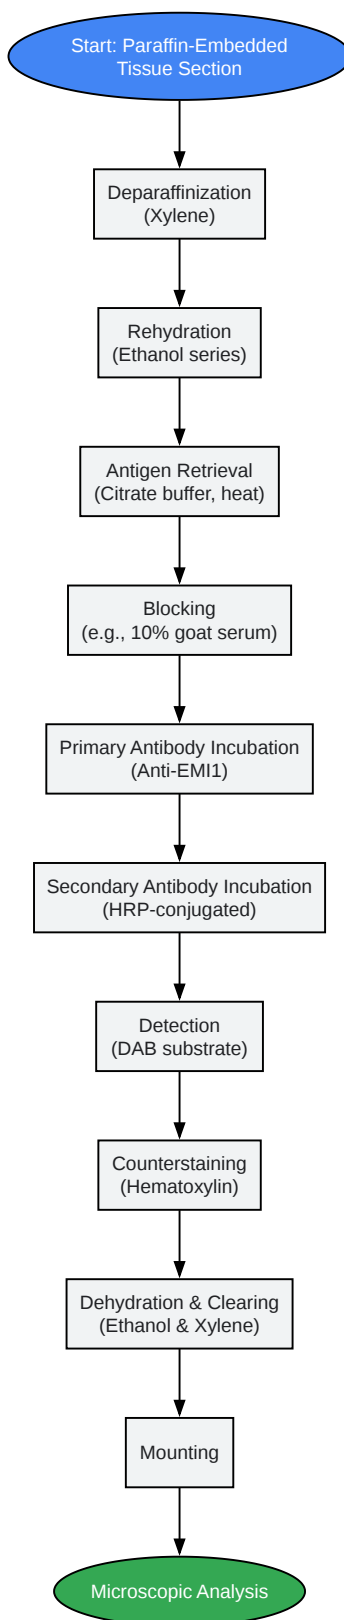 Start: Paraffin-Embedded
Tissue Section
Deparaffinization
(Xylene)
Rehydration
(Ethanol series)
Antigen Retrieval
(Citrate buffer, heat)
Blocking
(e.g., 10% goat serum)
Primary Antibody Incubation
(Anti-EMI1)
Secondary Antibody Incubation
(HRP-conjugated)
Detection
(DAB substrate)
Counterstaining
(Hematoxylin)
Dehydration & Clearing
(Ethanol & Xylene)
Mounting
Microscopic Analysis